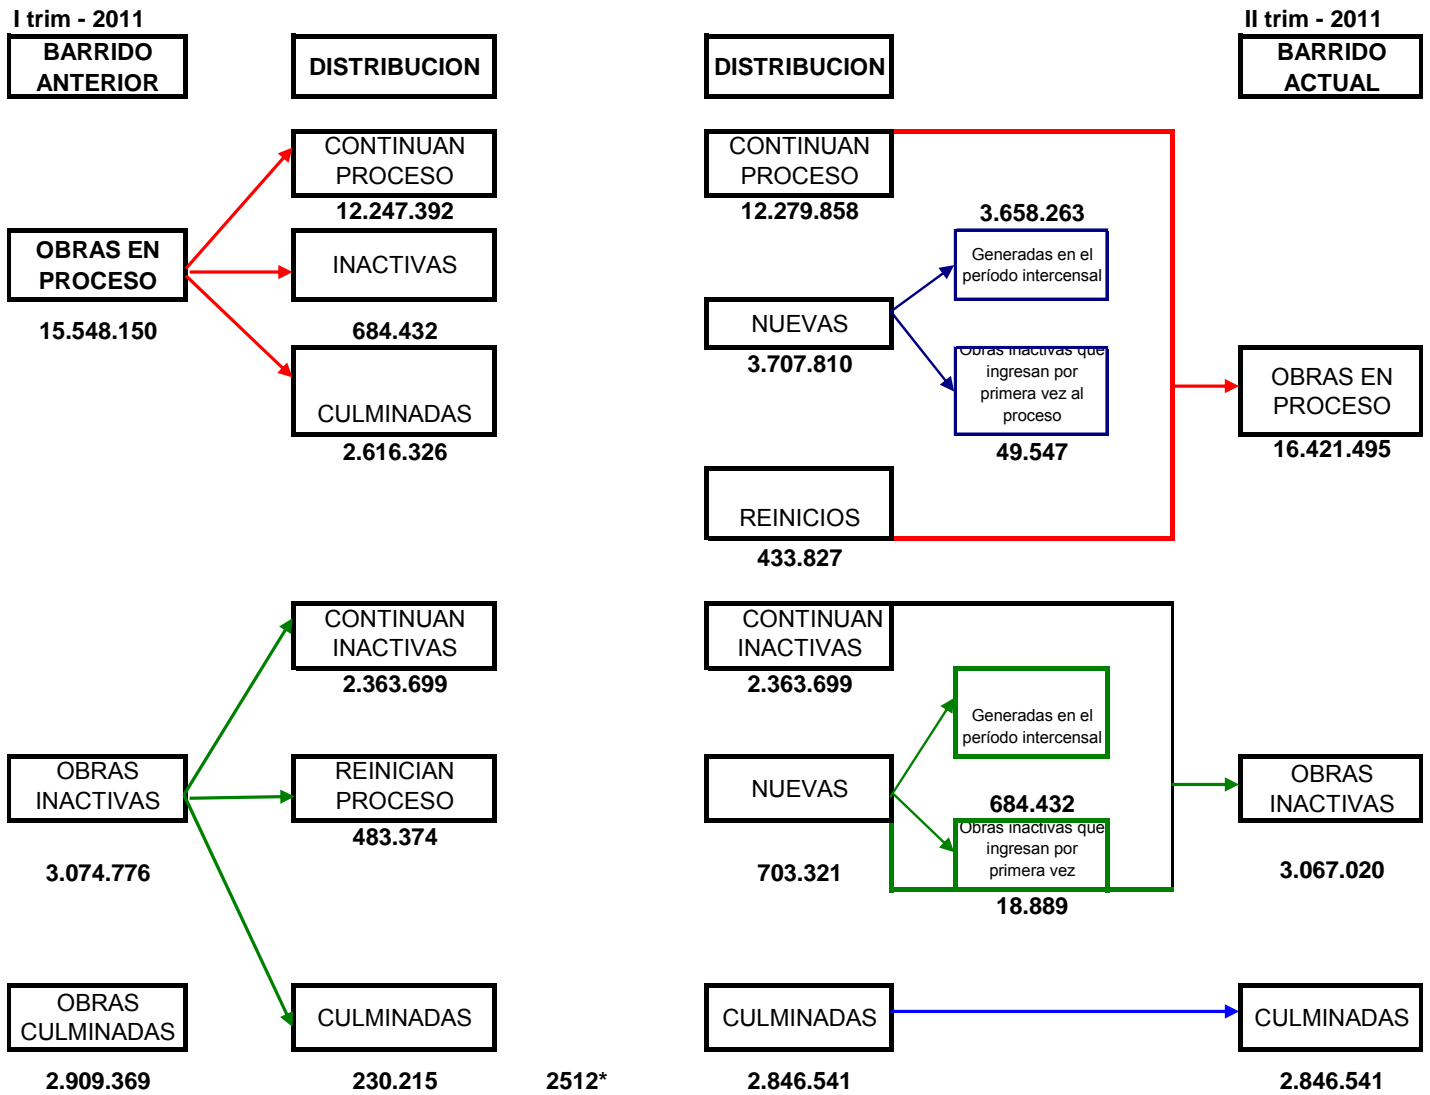 I trim - 2011
II trim - 2011
BARRIDO
ANTERIOR
DISTRIBUCION
DISTRIBUCION
BARRIDO
ACTUAL
CONTINUAN
PROCESO
12.247.392
CONTINUAN
PROCESO
12.279.858
3.658.263
OBRAS EN
PROCESO
15.548.150
INACTIVAS
684.432
Generadas en el
período intercensal
NUEVAS
3.707.810
Obras inactivas que
ingresan por
primera vez al
proceso
49.547
OBRAS EN
PROCESO
16.421.495
CULMINADAS
2.616.326
REINICIOS
433.827
CONTINUAN
INACTIVAS
2.363.699
CONTINUAN
INACTIVAS
2.363.699
Generadas en el
período intercensal
684.432
OBRAS
INACTIVAS
3.074.776
REINICIAN
PROCESO
483.374
NUEVAS
703.321
Obras inactivas que
ingresan por
primera vez
18.889
OBRAS
INACTIVAS
3.067.020
OBRAS
CULMINADAS
2.909.369
CULMINADAS
230.215
2512*
CULMINADAS
2.846.541
CULMINADAS
2.846.541